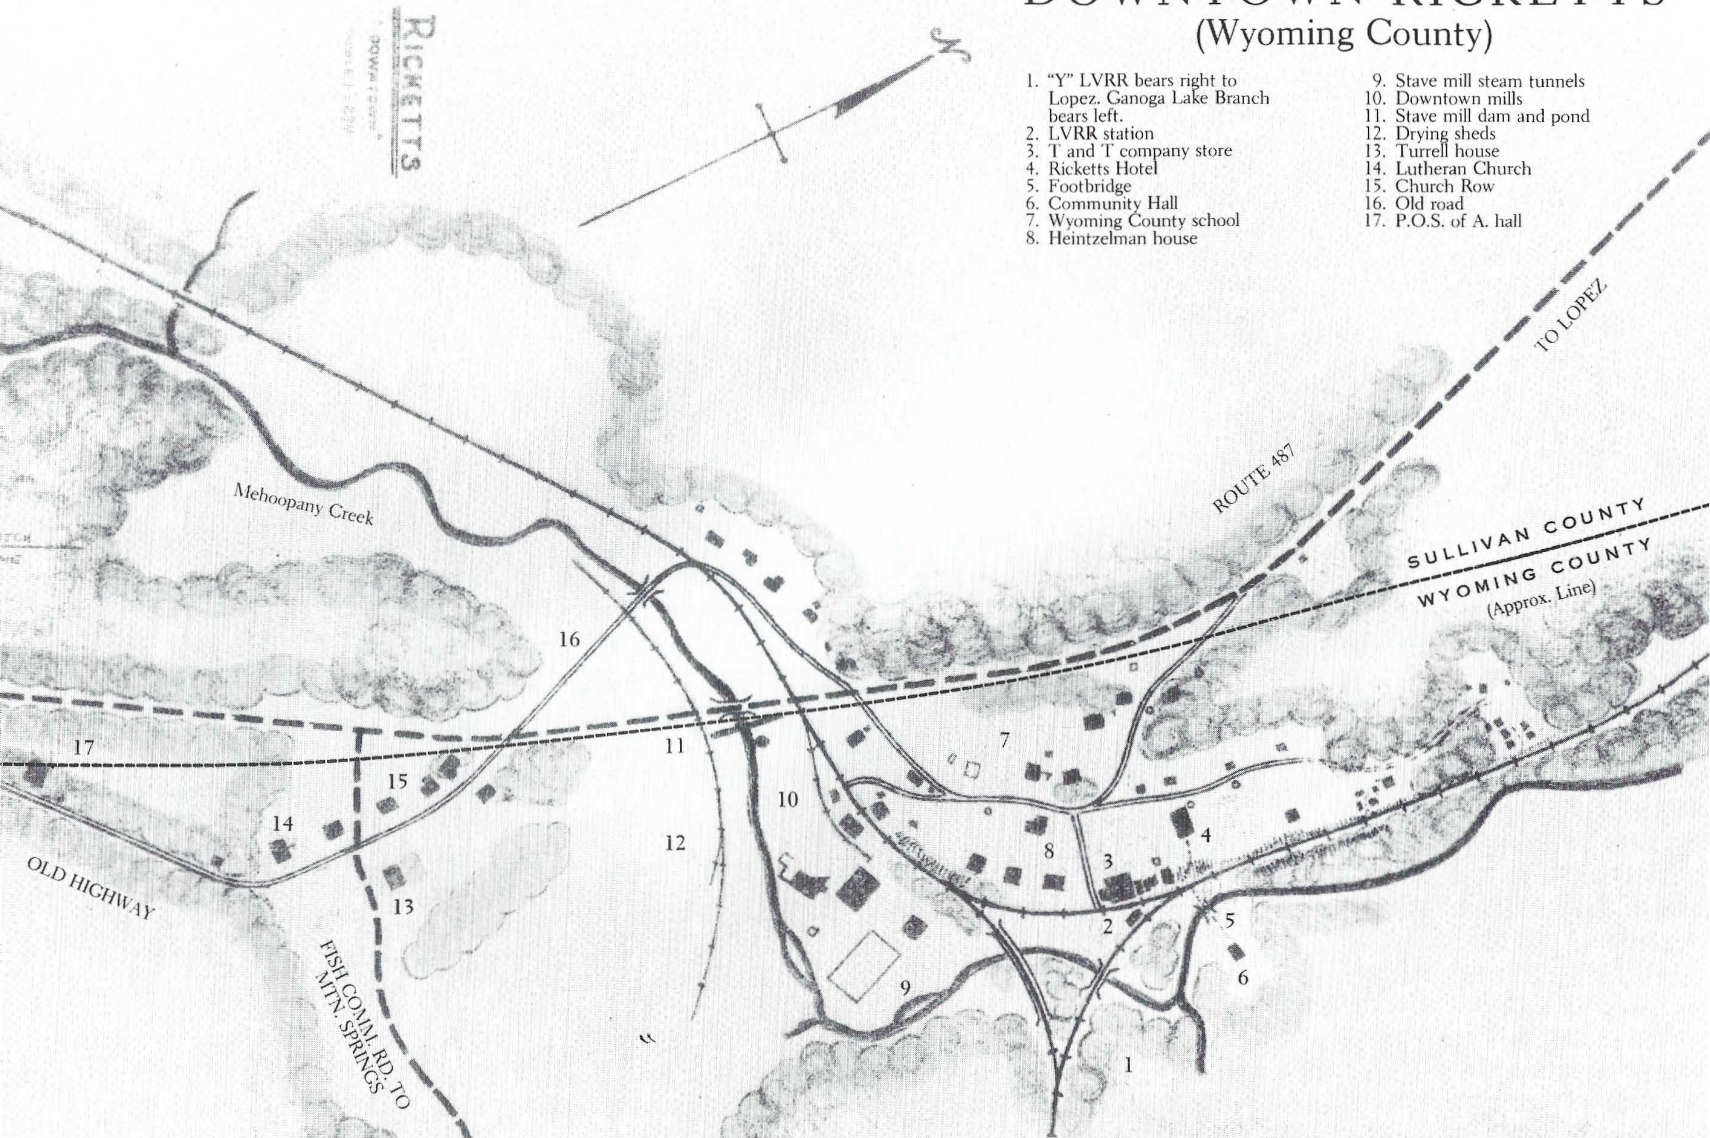 DOWNTOWN RICKETTS
(Wyoming County)
RICKETTS
"DOWNTOWN"
N
1. "Y" LVRR bears right to
Lopez. Ganoga Lake Branch
bears left.
2. LVRR station
3. T and T company store
4. Ricketts Hotel
5. Footbridge
6. Community Hall
7. Wyoming County school
8. Heintzelman house
9. Stave mill steam tunnels
10. Downtown mills
11. Stave mill dam and pond
12. Drying sheds
13. Turrell house
14. Lutheran Church
15. Church Row
16. Old road
17. P.O.S. of A. hall
TO LOPEZ
ROUTE 487
SULLIVAN COUNTY
WYOMING COUNTY
(Approx. Line)
Mehoopany Creek
16
17
11
7
15
10
14
12
8
3
4
13
2
5
OLD HIGHWAY
9
6
FISH COMM. RD. TO
MTN. SPRINGS
1